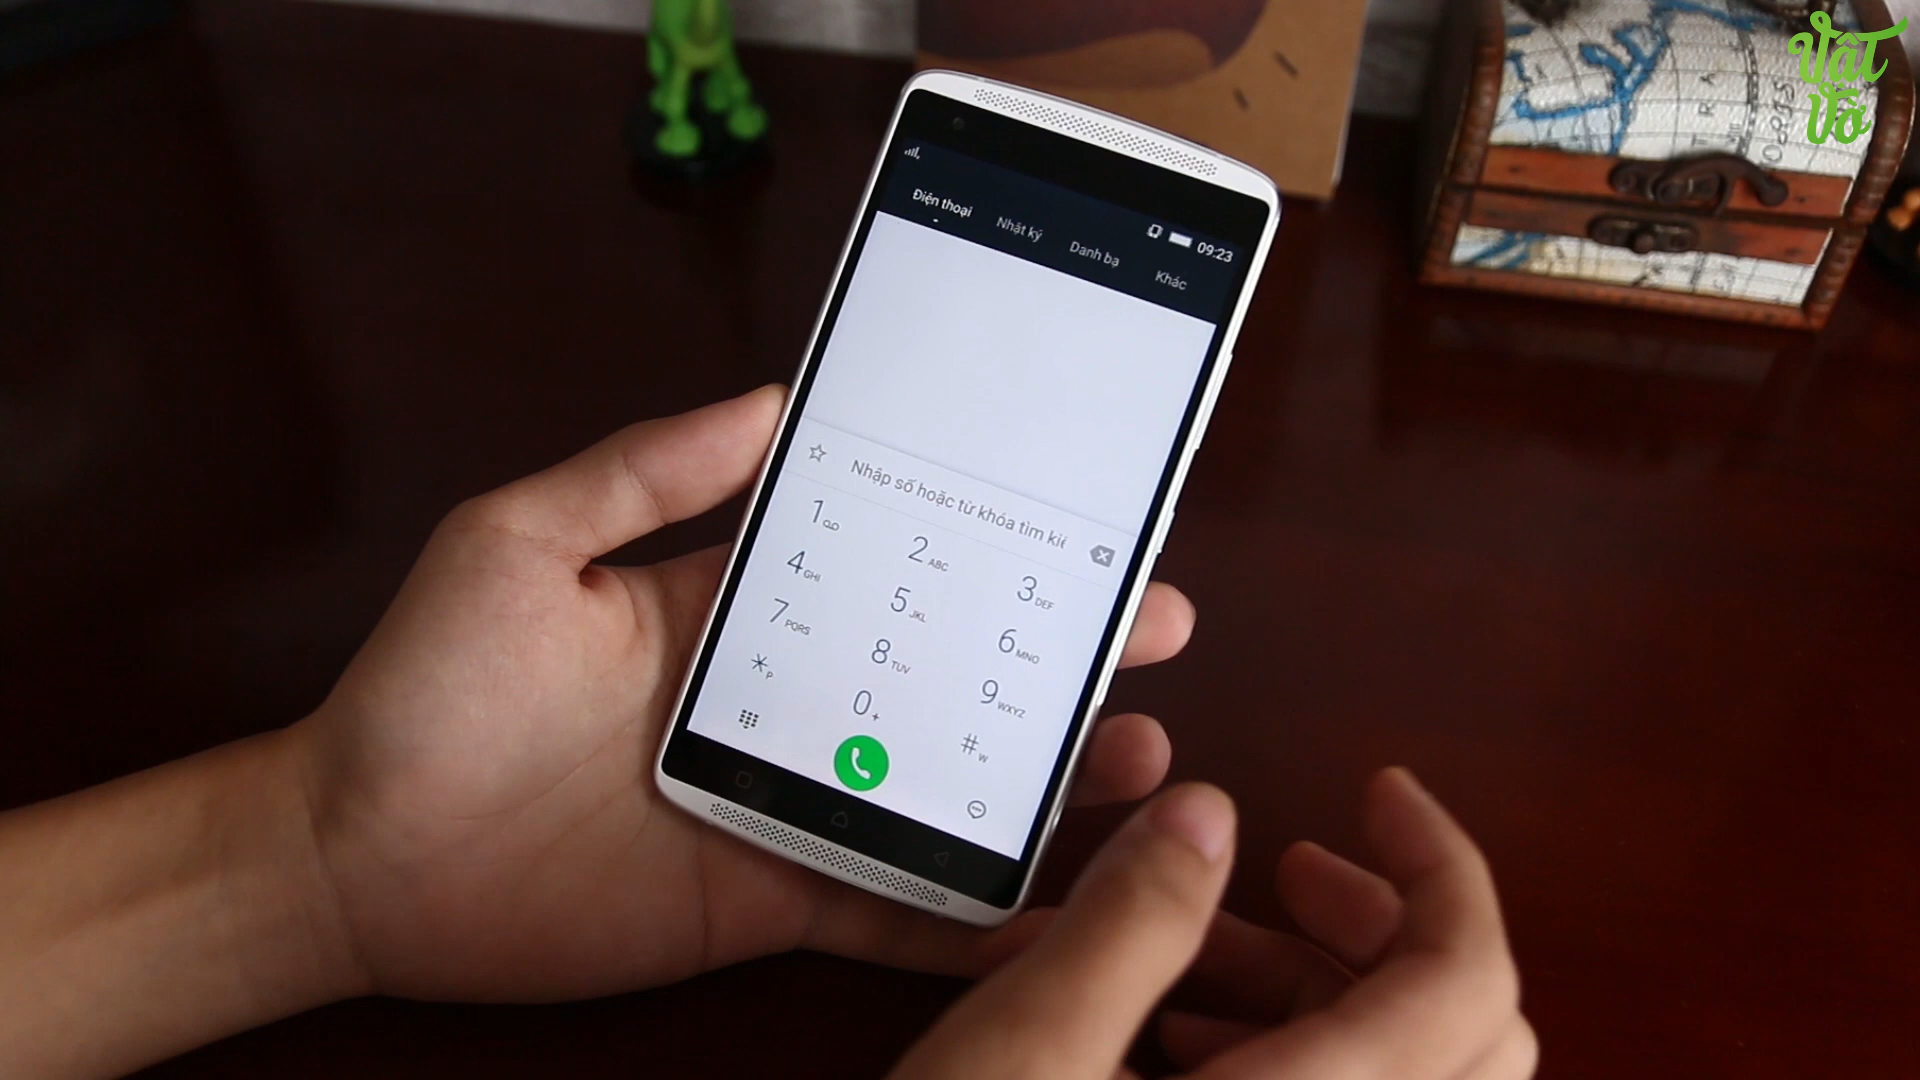 Vật
Vờ
09:23
Điện thoại
Nhật ký
Danh bạ
Khác
Nhập số hoặc từ khóa tìm kiế
1
2 ABC
3 DEF
4 GHI
5 JKL
6 MNO
7 PQRS
8 TUV
9 WXYZ
* P
0 +
# W